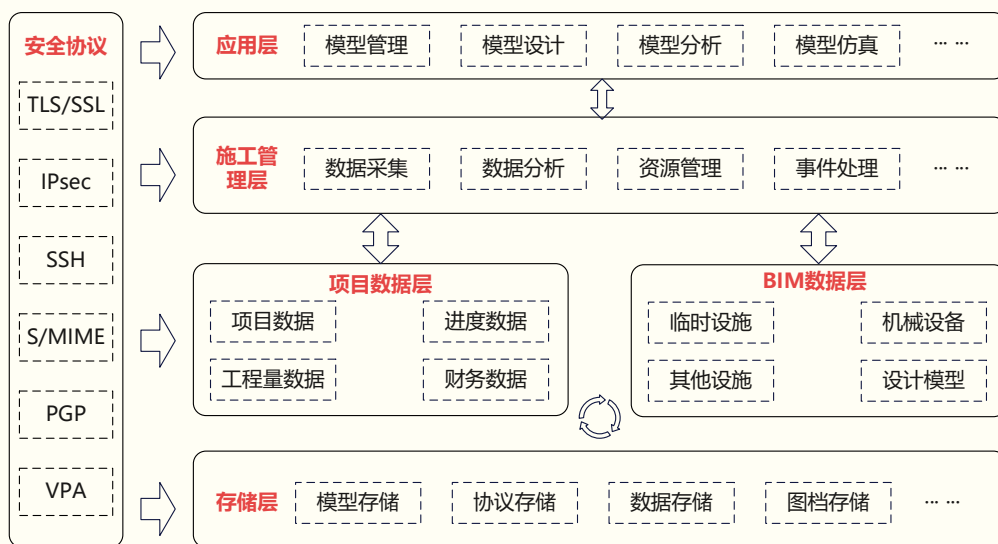 安全协议
TLS/SSL
IPsec
SSH
S/MIME
PGP
VPA
应用层
模型管理
模型设计
模型分析
模型仿真
... ...
施工管
理层
数据采集
数据分析
资源管理
事件处理
... ...
项目数据层
项目数据
进度数据
工程量数据
财务数据
BIM数据层
临时设施
机械设备
其他设施
设计模型
存储层
模型存储
协议存储
数据存储
图档存储
... ...